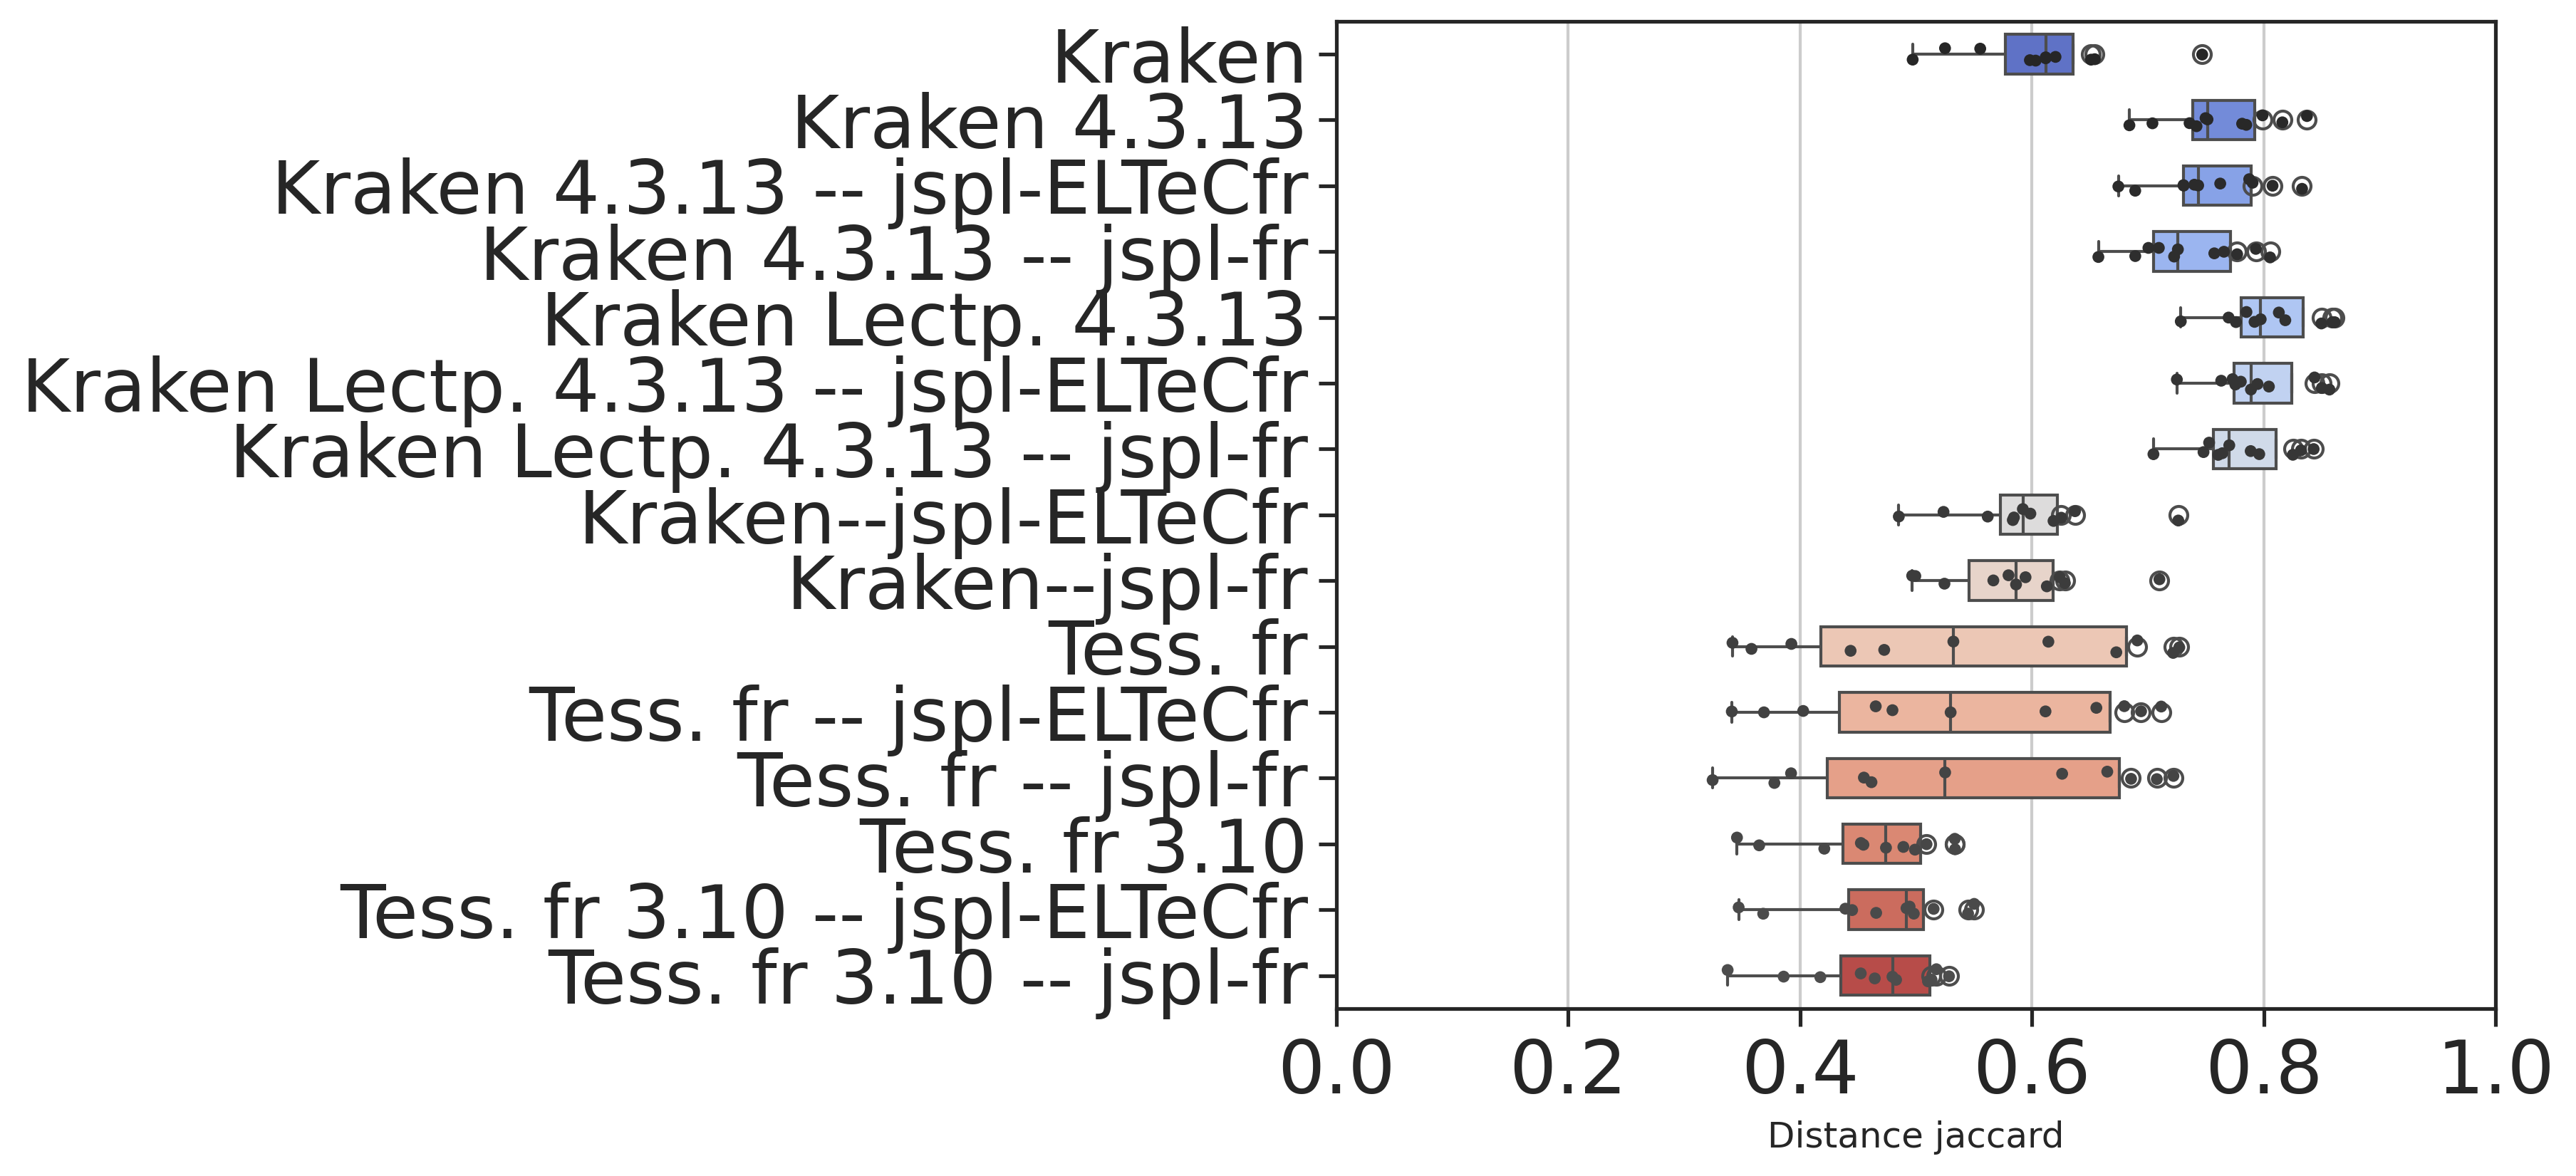 Kraken
Kraken 4.3.13
Kraken 4.3.13 -- jspl-ELTeCfr
Kraken 4.3.13 -- jspl-fr
Kraken Lectp. 4.3.13
Kraken Lectp. 4.3.13 -- jspl-ELTeCfr
Kraken Lectp. 4.3.13 -- jspl-fr
Kraken--jspl-ELTeCfr
Kraken--jspl-fr
Tess. fr
Tess. fr -- jspl-ELTeCfr
Tess. fr -- jspl-fr
Tess. fr 3.10
Tess. fr 3.10 -- jspl-ELTeCfr
Tess. fr 3.10 -- jspl-fr
0.0 0.2 0.4 0.6 0.8 1.0
Distance jaccard